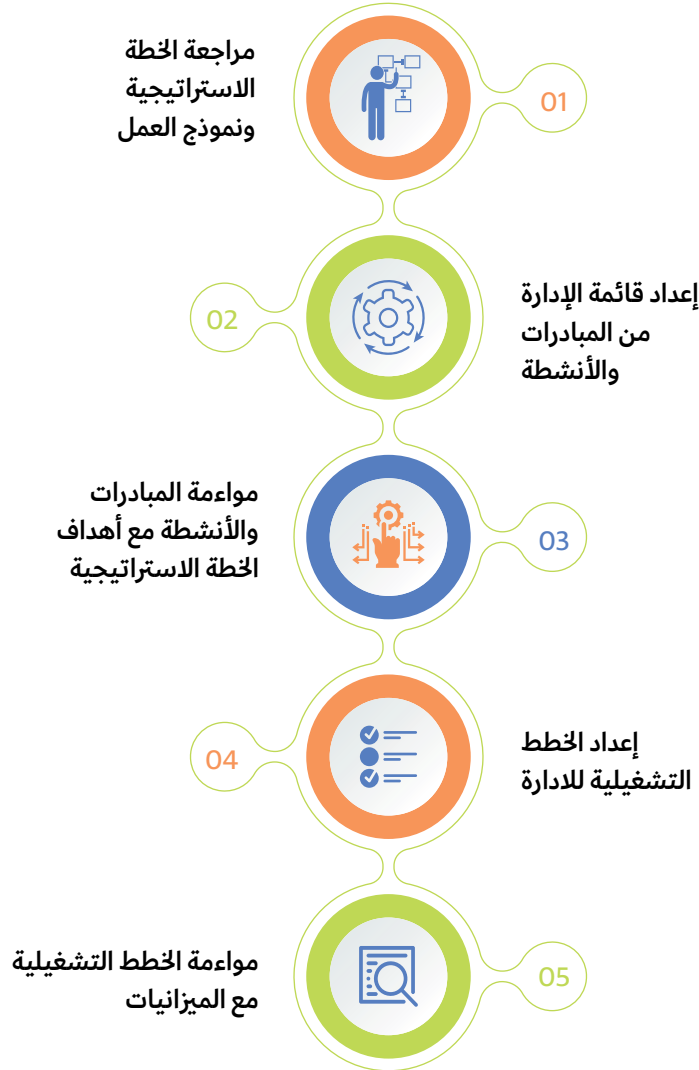 01
مراجعة الخطة
الاستراتيجية
ونموذج العمل
02
إعداد قائمة الإدارة
من المبادرات
والأنشطة
03
مواءمة المبادرات
والأنشطة مع أهداف
الخطة الاستراتيجية
04
إعداد الخطط
التشغيلية للادارة
05
مواءمة الخطط التشغيلية
مع الميزانيات